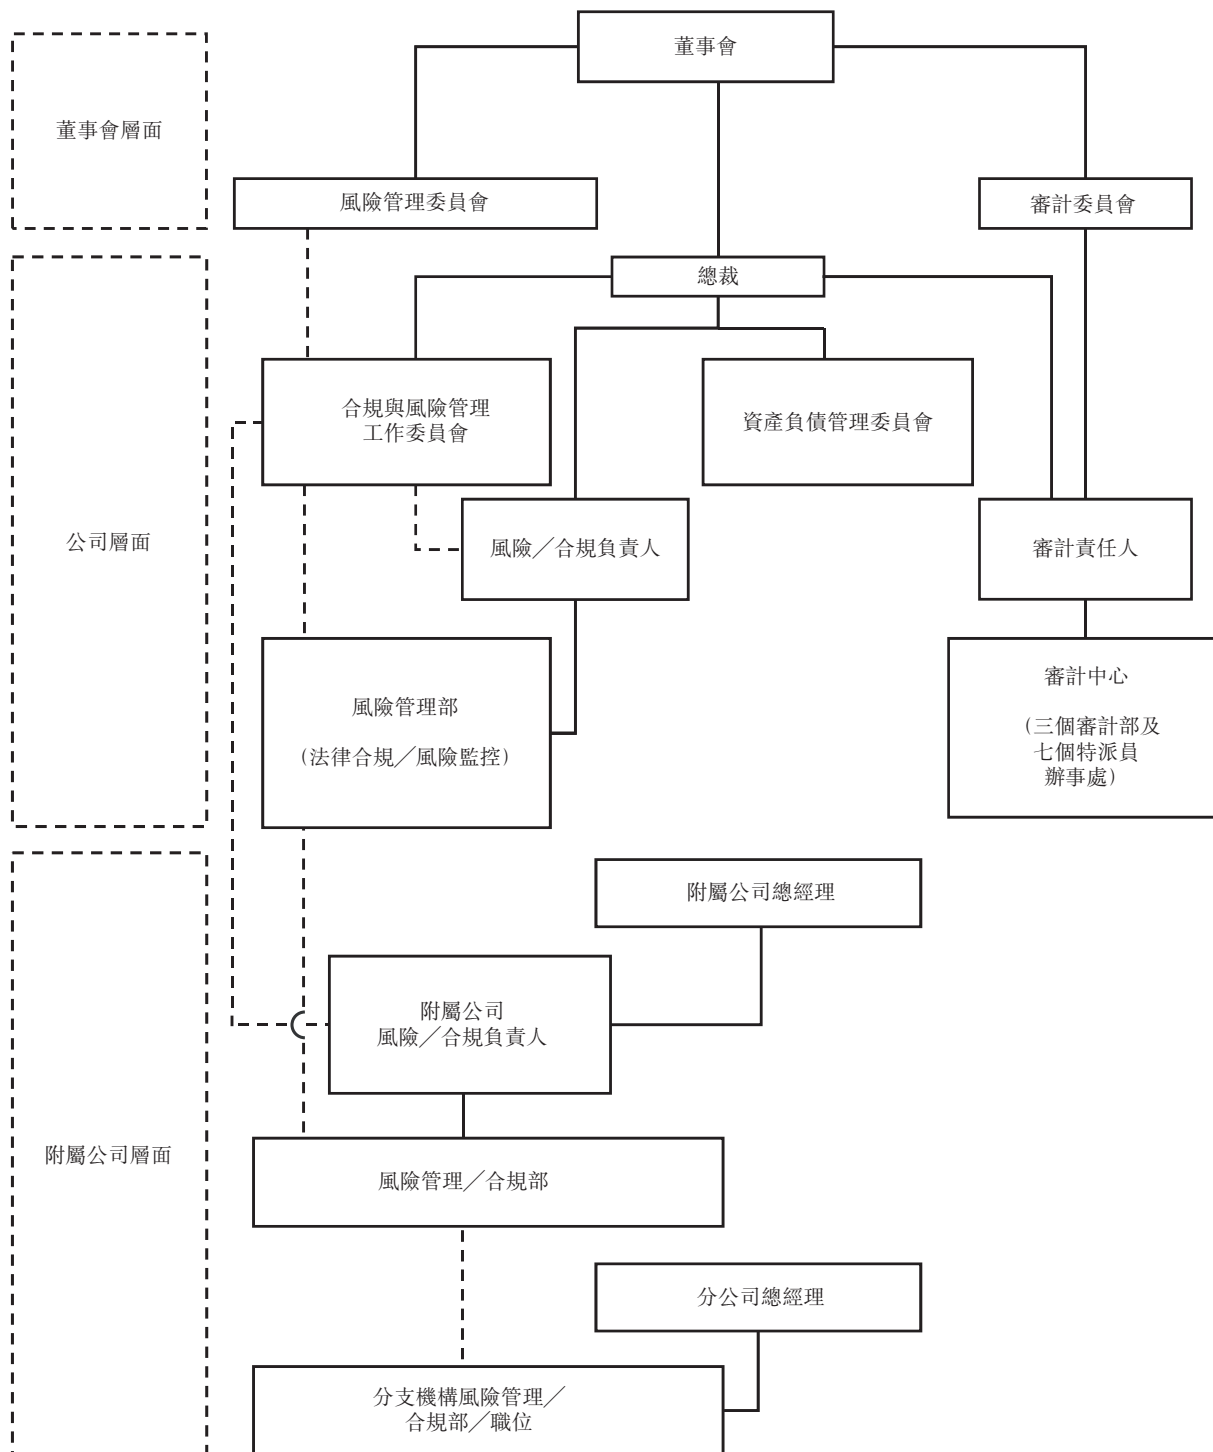 董事會
董事會層面
風險管理委員會
審計委員會
總裁
合規與風險管理
工作委員會
資產負債管理委員會
公司層面
風險／合規負責人
審計責任人
風險管理部
（法律合規／風險監控）
審計中心
（三個審計部及
七個特派員
辦事處）
附屬公司總經理
附屬公司
風險／合規負責人
附屬公司層面
風險管理／合規部
分公司總經理
分支機構風險管理／
合規部／職位